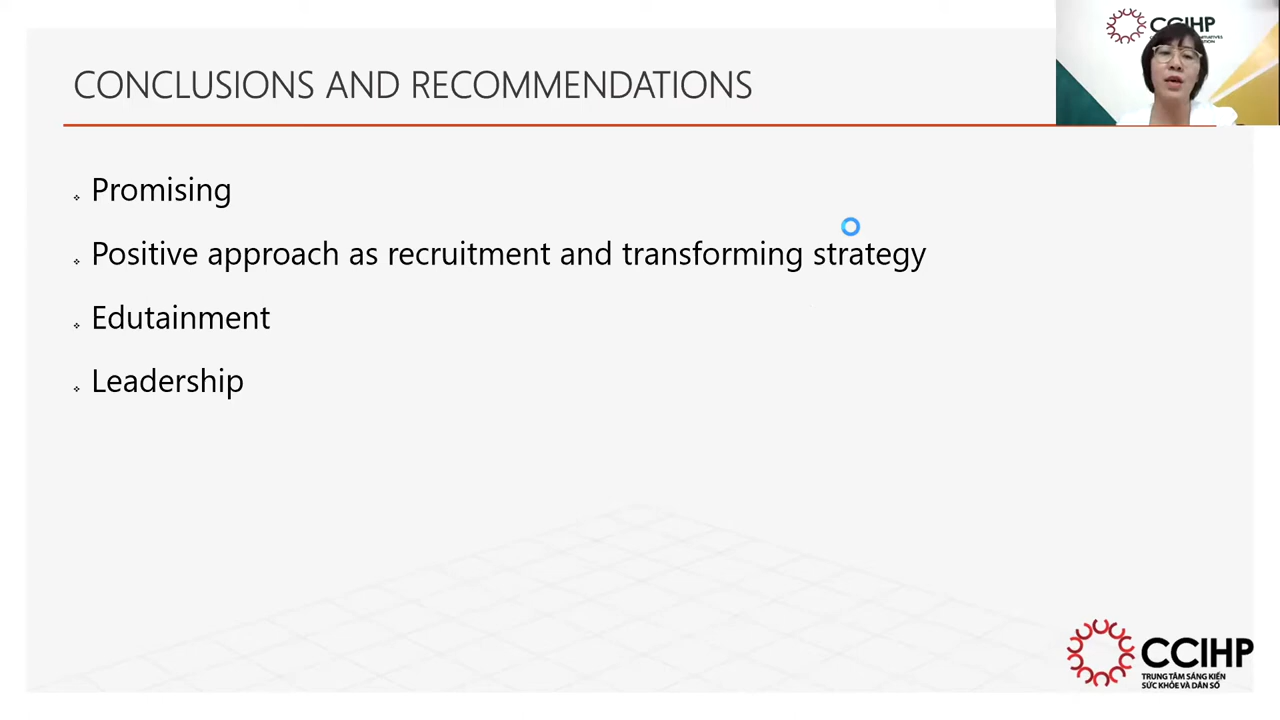 CONCLUSIONS AND RECOMMENDATIONS
CCIHP
Promising
Positive approach as recruitment and transforming strategy
Edutainment
Leadership
CCIHP
TRUNG TÂM SÁNG KIẾN
SỨC KHỎE VÀ DÂN SỐ